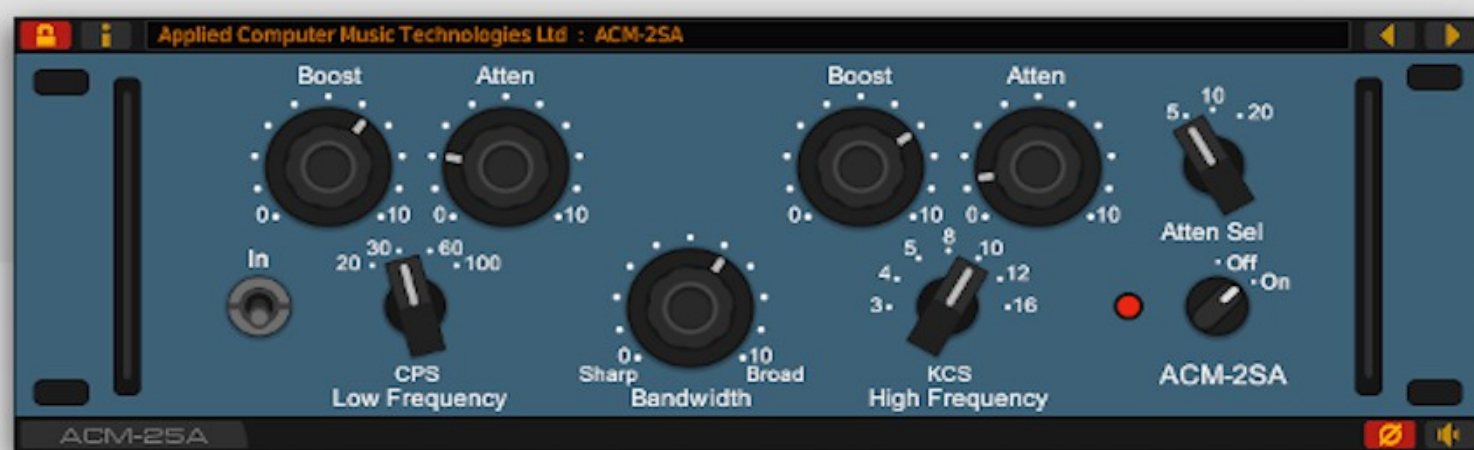 Applied Computer Music Technologies Ltd : ACM-2SA
Boost Atten Boost Atten
5 10 20
0 10 0 10 0 10 0 10
Atten Sel
In
20 30 60 100
3 4 5 8 10 12 16
Off
On
0 10
Sharp Broad
CPS
Low Frequency
Bandwidth
KCS
High Frequency
ACM-2SA
ACM-25A